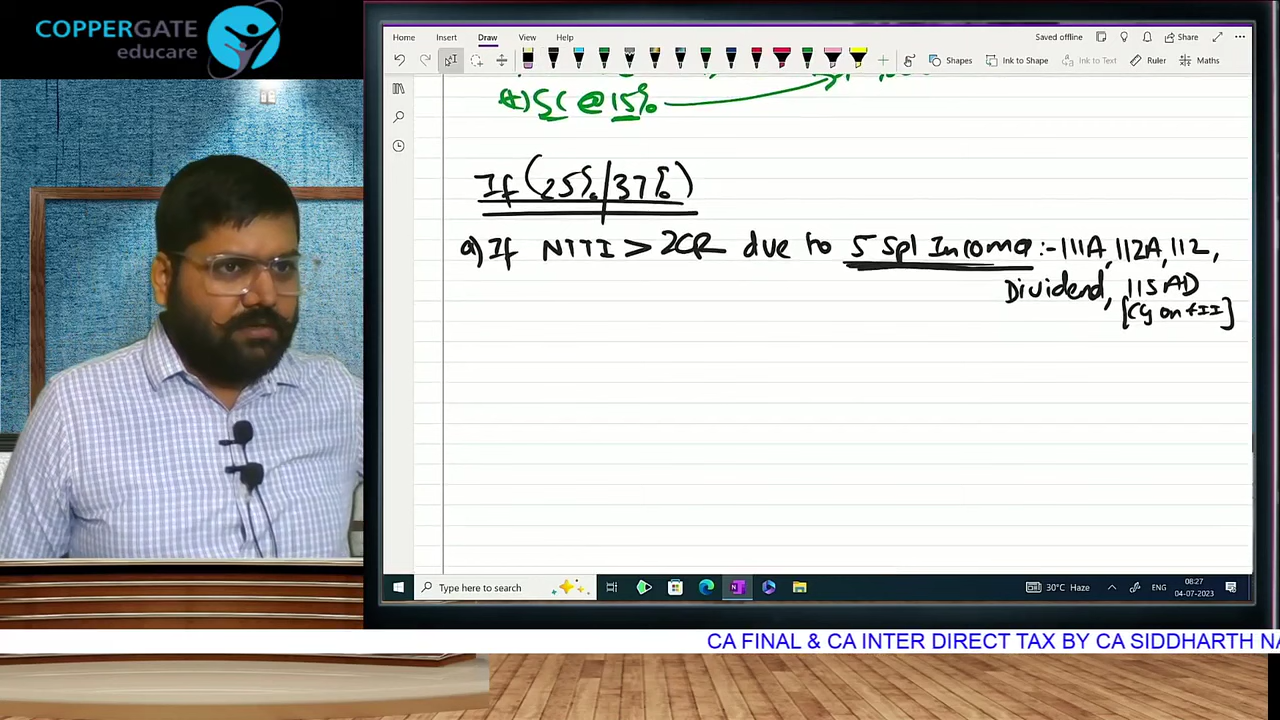 COPPERGATE
educare
Home Insert Draw View Help
Saved offline
Share
Shapes
Ink to Shape
Ink to Text
Ruler
Maths
SC @ 15%
If (25% / 37%)
a) If NTTI > 2CR due to 5 Spl Income :- 111A, 112A, 112,
Dividend, 115AD
[CG on FII]
Type here to search
30°C Haze
ENG
08:27
04-07-2023
CA FINAL & CA INTER DIRECT TAX BY CA SIDDHARTH NA